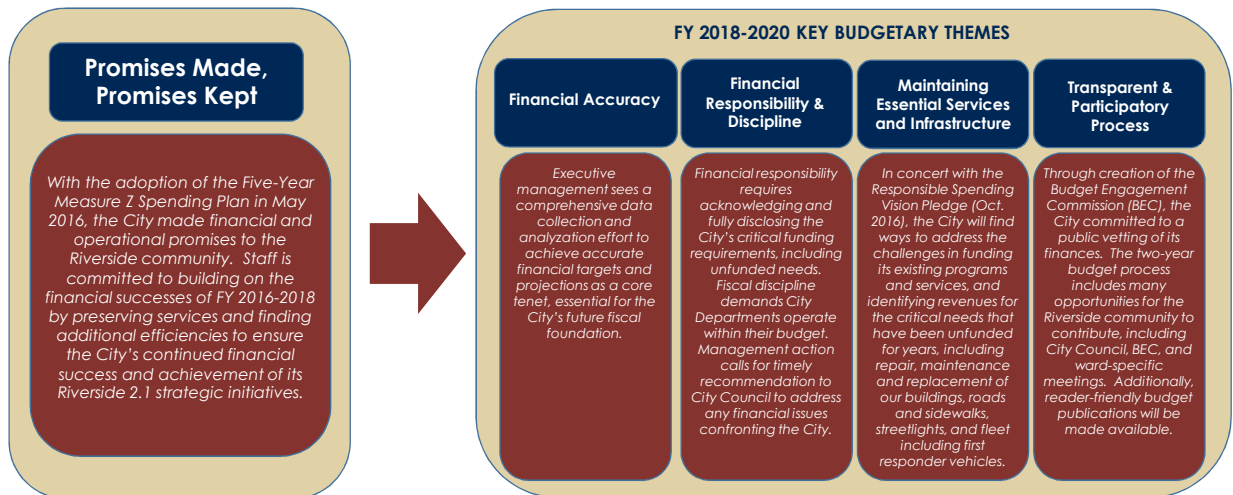 Promises Made,
Promises Kept
With the adoption of the Five-Year
Measure Z Spending Plan in May
2016, the City made financial and
operational promises to the
Riverside community.  Staff is
committed to building on the
financial successes of FY 2016-2018
by preserving services and finding
additional efficiencies to ensure
the City's continued financial
success and achievement of its
Riverside 2.1 strategic initiatives.
FY 2018-2020 KEY BUDGETARY THEMES
Financial Accuracy
Executive
management sees a
comprehensive data
collection and
analyzation effort to
achieve accurate
financial targets and
projections as a core
tenet, essential for the
City's future fiscal
foundation.
Financial
Responsibility &
Discipline
Financial responsibility
requires
acknowledging and
fully disclosing the
City's critical funding
requirements, including
unfunded needs.
Fiscal discipline
demands City
Departments operate
within their budget.
Management action
calls for timely
recommendation to
City Council to address
any financial issues
confronting the City.
Maintaining
Essential Services
and Infrastructure
In concert with the
Responsible Spending
Vision Pledge (Oct.
2016), the City will find
ways to address the
challenges in funding
its existing programs
and services, and
identifying revenues for
the critical needs that
have been unfunded
for years, including
repair, maintenance
and replacement of
our buildings, roads
and sidewalks,
streetlights, and fleet
including first
responder vehicles.
Transparent &
Participatory
Process
Through creation of the
Budget Engagement
Commission (BEC), the
City committed to a
public vetting of its
finances.  The two-year
budget process
includes many
opportunities for the
Riverside community to
contribute, including
City Council, BEC, and
ward-specific
meetings.  Additionally,
reader-friendly budget
publications will be
made available.